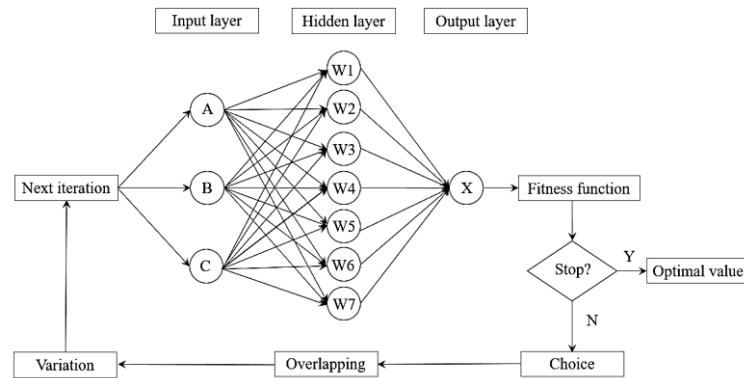 Input layer
Hidden layer
Output layer
W1
A
W2
W3
Next iteration
B
W4
X
Fitness function
W5
C
W6
Stop?
Y
Optimal value
W7
N
Variation
Overlapping
Choice